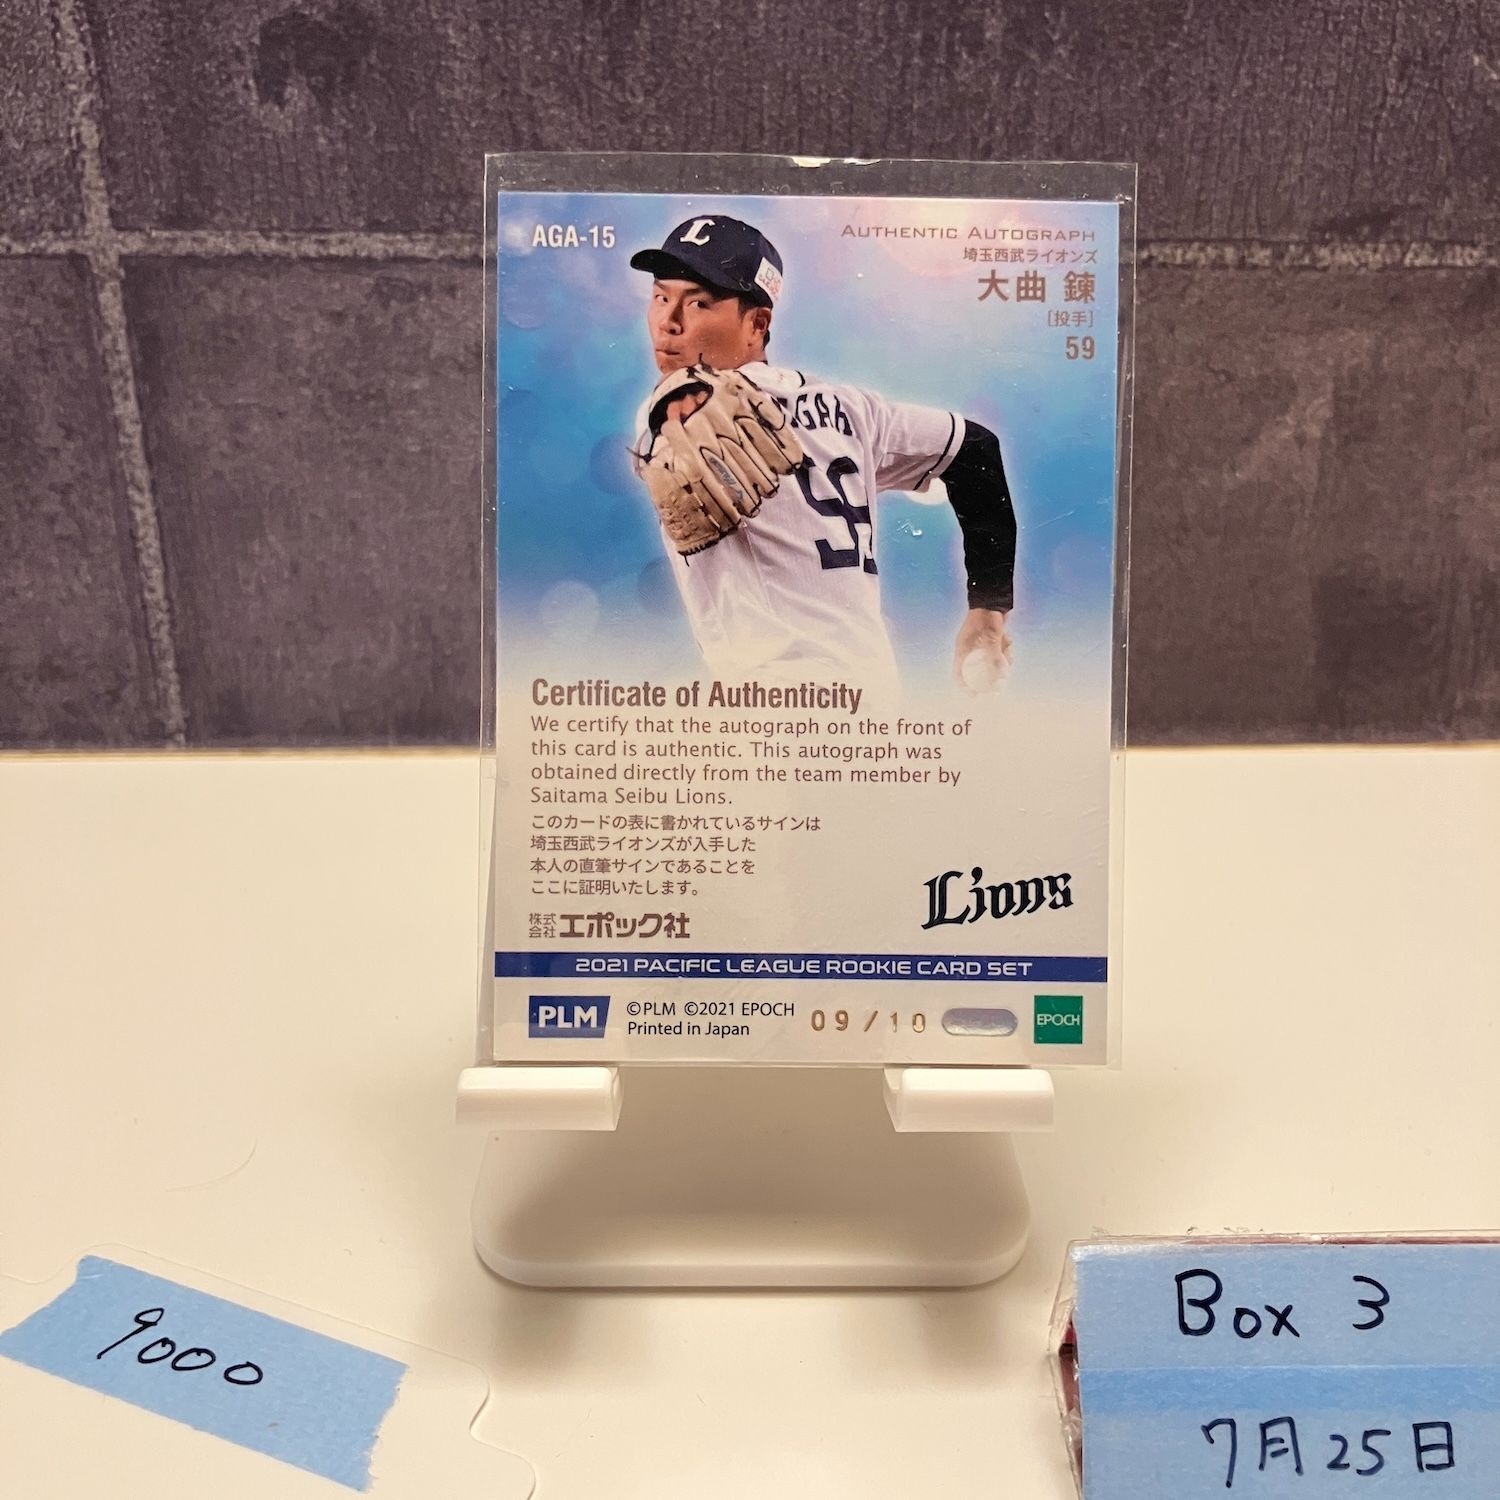 AGA-15
AUTHENTIC AUTOGRAPH
埼玉西武ライオンズ
大曲 錬
[投手]
59
L
GAR
59
Certificate of Authenticity
We certify that the autograph on the front of
this card is authentic. This autograph was
obtained directly from the team member by
Saitama Seibu Lions.
このカードの表に書かれているサインは
埼玉西武ライオンズが入手した
本人の直筆サインであることを
ここに証明いたします。
株式会社エポック社
Lions
2021 PACIFIC LEAGUE ROOKIE CARD SET
PLM
©PLM ©2021 EPOCH
Printed in Japan
09/10
EPOCH
9000
Box 3
7月25日